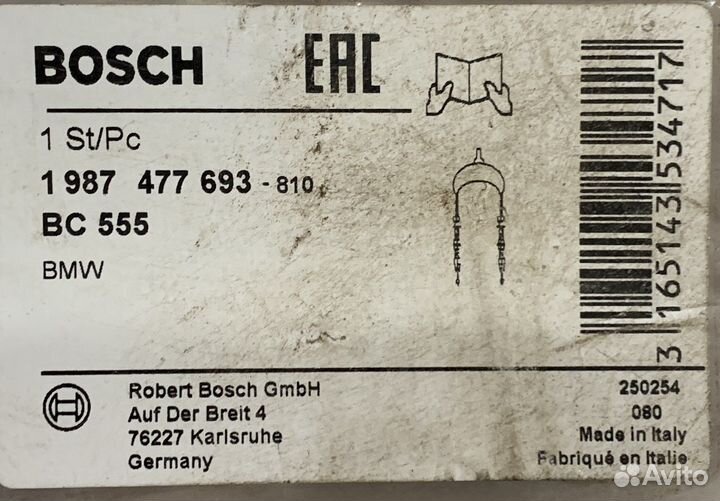 BOSCH
EAC
1 St/Pc
1 987 477 693 - 810
BC 555
BMW
3 165143 534717
Robert Bosch GmbH
Auf Der Breit 4
76227 Karlsruhe
Germany
250254
080
Made in Italy
Fabriqué en Italie
Avito